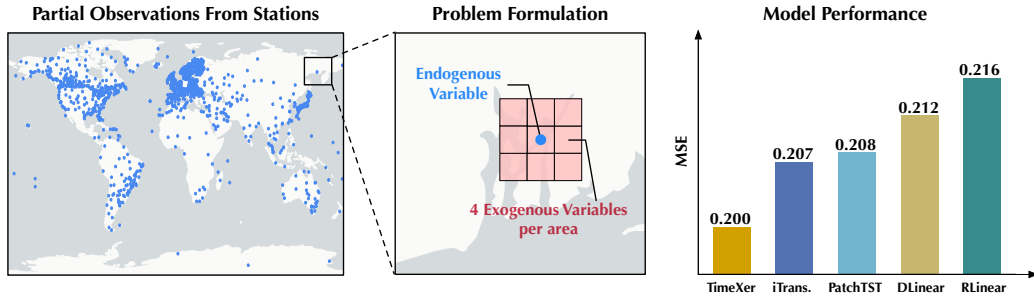 Partial Observations From Stations
Problem Formulation
Endogenous
Variable
4 Exogenous Variables
per area
Model Performance
MSE
0.200
0.207
0.208
0.212
0.216
TimeXer
iTrans.
PatchTST
DLinear
RLinear